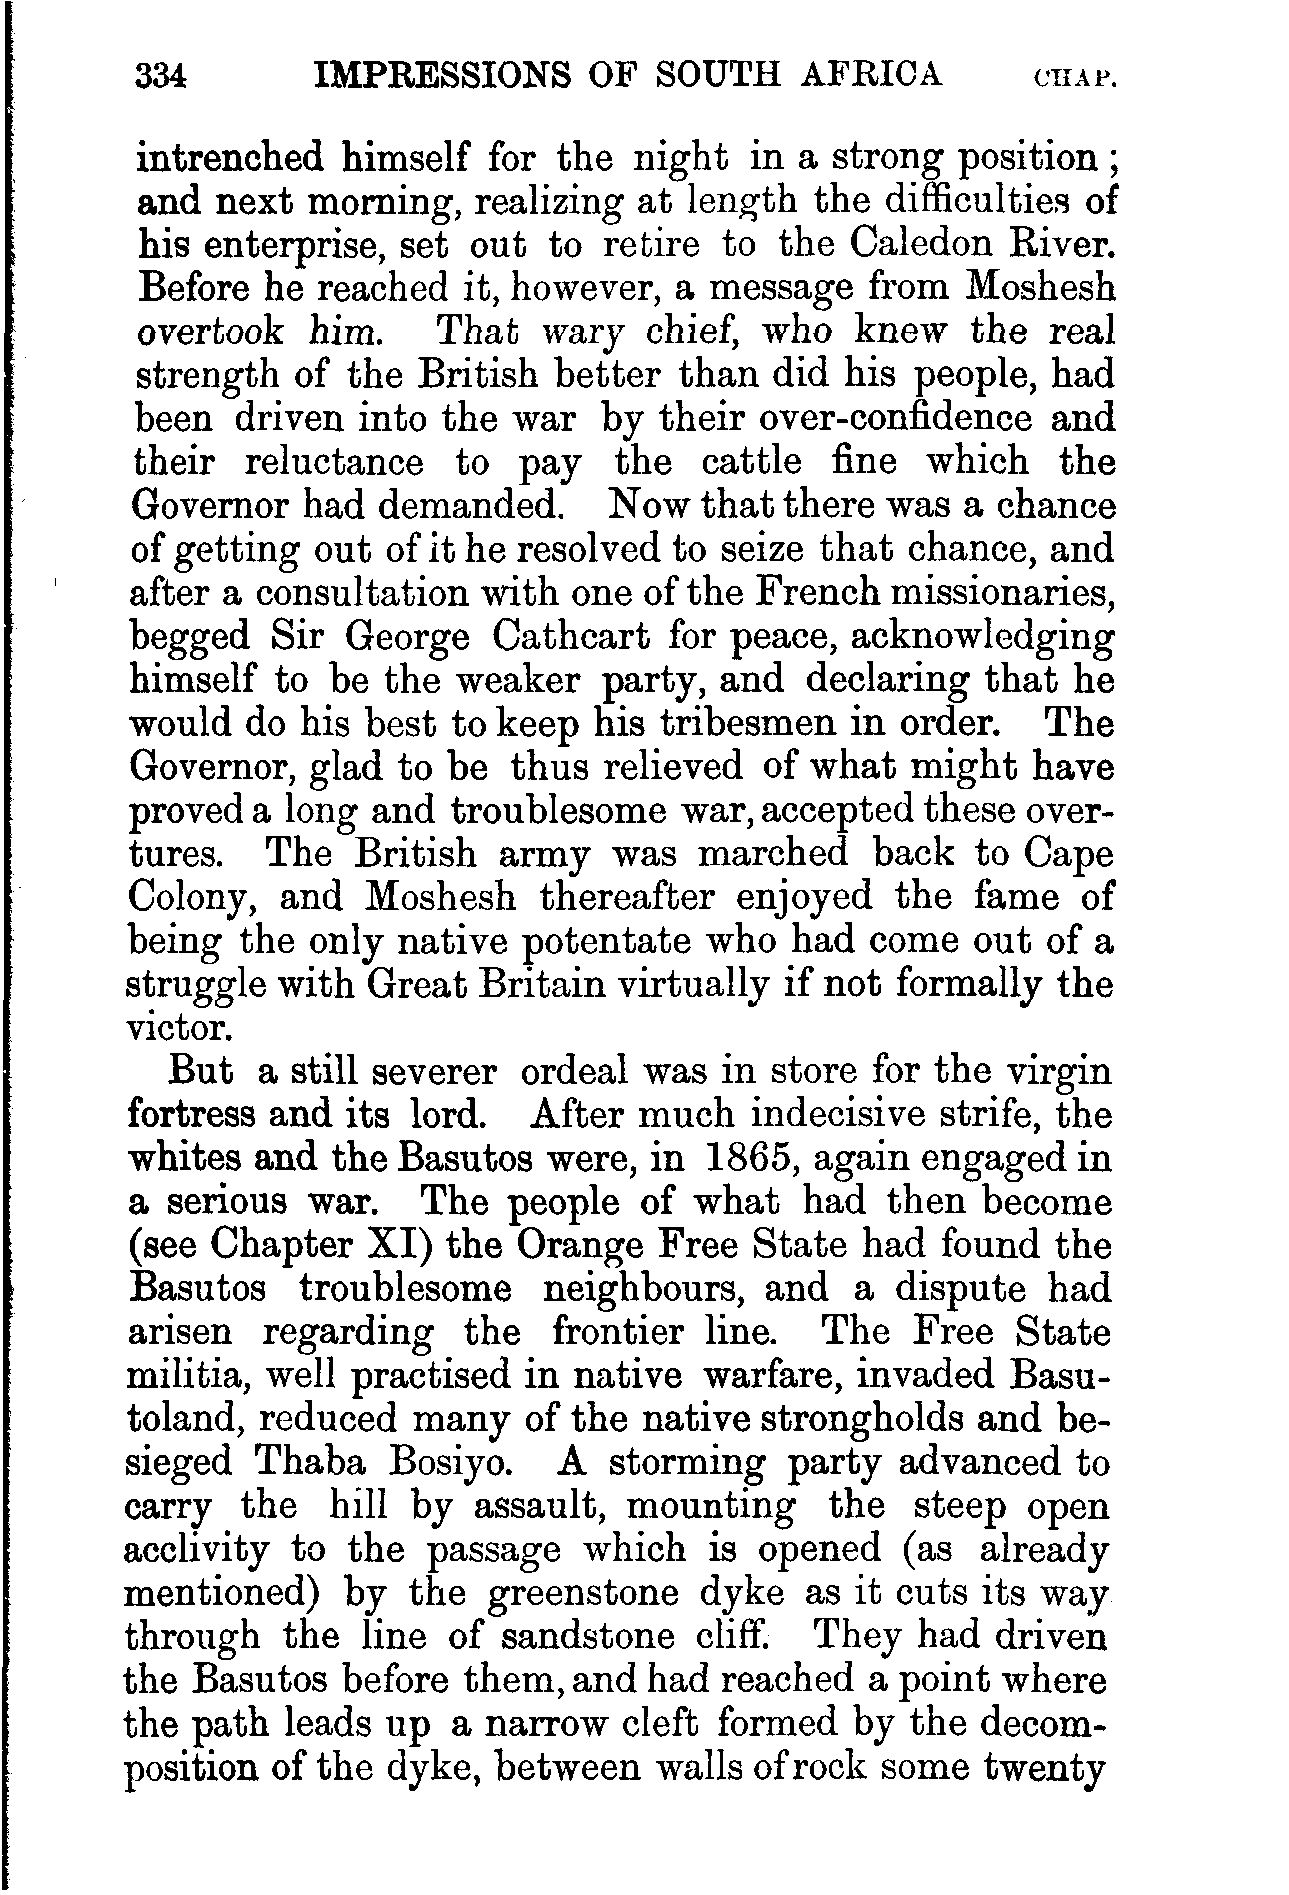 334 IMPRESSIONS OF SOUTH AFRICA CHAP.
intrenched himself for the night in a strong position;
and next morning, realizing at length the difficulties of
his enterprise, set out to retire to the Caledon River.
Before he reached it, however, a message from Moshesh
overtook him. That wary chief, who knew the real
strength of the British better than did his people, had
been driven into the war by their over-confidence and
their reluctance to pay the cattle fine which the
Governor had demanded. Now that there was a chance
of getting out of it he resolved to seize that chance, and
after a consultation with one of the French missionaries,
begged Sir George Cathcart for peace, acknowledging
himself to be the weaker party, and declaring that he
would do his best to keep his tribesmen in order. The
Governor, glad to be thus relieved of what might have
proved a long and troublesome war, accepted these over-
tures. The British army was marched back to Cape
Colony, and Moshesh thereafter enjoyed the fame of
being the only native potentate who had come out of a
struggle with Great Britain virtually if not formally the
victor.
But a still severer ordeal was in store for the virgin
fortress and its lord. After much indecisive strife, the
whites and the Basutos were, in 1865, again engaged in
a serious war. The people of what had then become
(see Chapter XI) the Orange Free State had found the
Basutos troublesome neighbours, and a dispute had
arisen regarding the frontier line. The Free State
militia, well practised in native warfare, invaded Basu-
toland, reduced many of the native strongholds and be-
sieged Thaba Bosiyo. A storming party advanced to
carry the hill by assault, mounting the steep open
acclivity to the passage which is opened (as already
mentioned) by the greenstone dyke as it cuts its way
through the line of sandstone cliff. They had driven
the Basutos before them, and had reached a point where
the path leads up a narrow cleft formed by the decom-
position of the dyke, between walls of rock some twenty